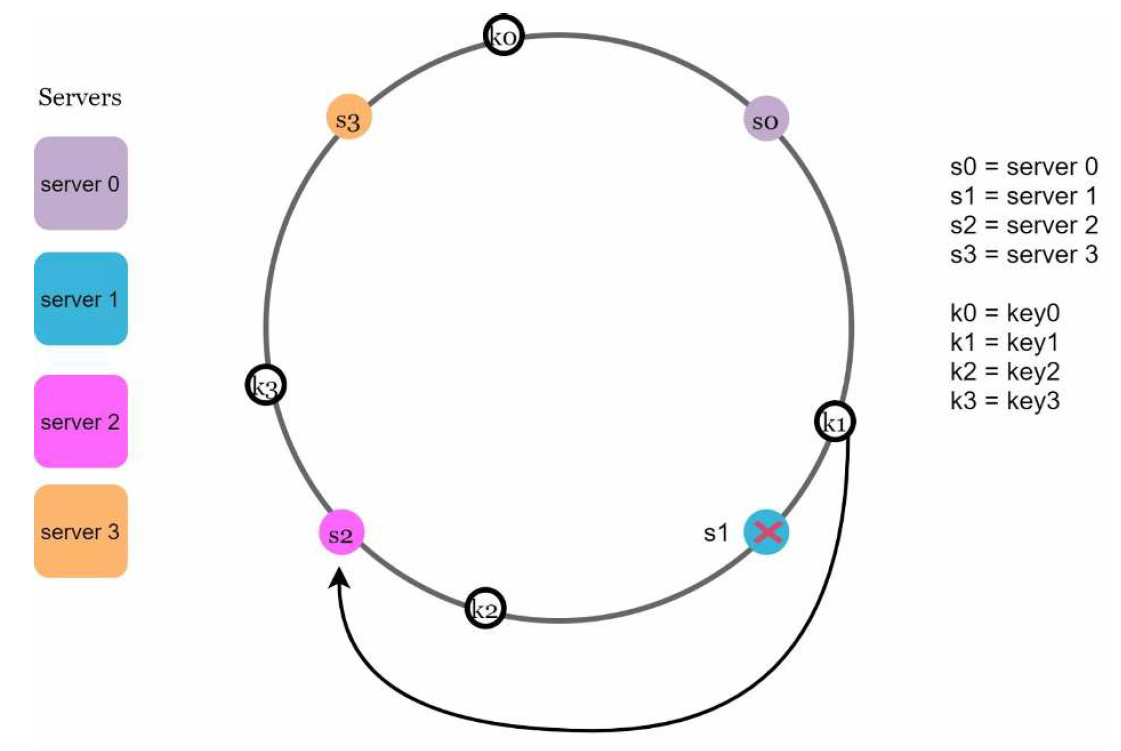 Servers
server 0
server 1
server 2
server 3
k0
s3
s0
k3
k1
s2
s1
k2
s0 = server 0
s1 = server 1
s2 = server 2
s3 = server 3
k0 = key0
k1 = key1
k2 = key2
k3 = key3